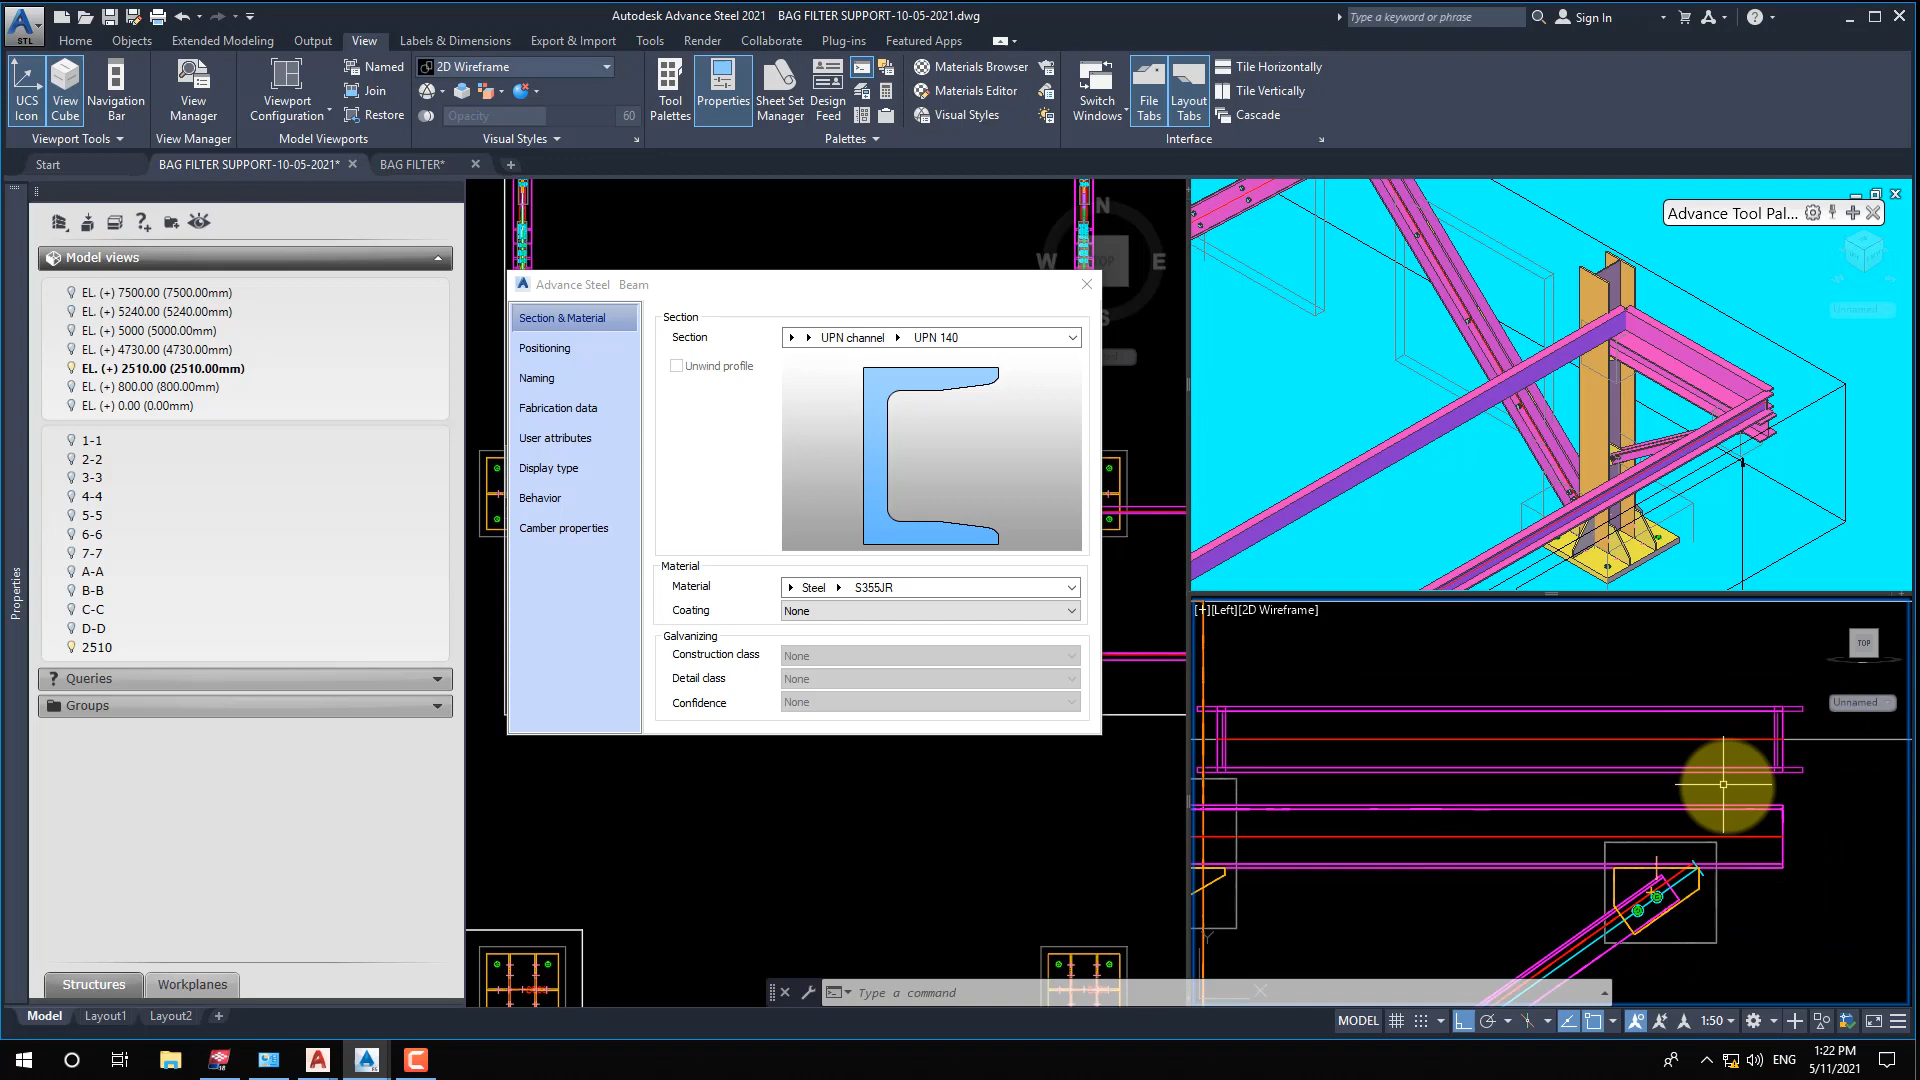 Autodesk Advance Steel 2021 BAG FILTER SUPPORT-10-05-2021.dwg
Type a keyword or phrase
Sign In
STL
Home Objects Extended Modeling Output View Labels & Dimensions Export & Import Tools Render Collaborate Plug-ins Featured Apps
UCS Icon
View Cube
Navigation Bar
Viewport Tools
View Manager
View Manager
Viewport Configuration
Named
Join
Restore
Model Viewports
2D Wireframe
Opacity 60
Visual Styles
Tool Palettes
Properties
Sheet Set Manager
Design Feed
Palettes
Materials Browser
Materials Editor
Visual Styles
Switch Windows
File Tabs
Layout Tabs
Tile Horizontally
Tile Vertically
Cascade
Interface
Start
BAG FILTER SUPPORT-10-05-2021*
BAG FILTER*
Properties
Model views
EL. (+) 7500.00 (7500.00mm)
EL. (+) 5240.00 (5240.00mm)
EL. (+) 5000 (5000.00mm)
EL. (+) 4730.00 (4730.00mm)
EL. (+) 2510.00 (2510.00mm)
EL. (+) 800.00 (800.00mm)
EL. (+) 0.00 (0.00mm)
1-1
2-2
3-3
4-4
5-5
6-6
7-7
A-A
B-B
C-C
D-D
2510
Queries
Groups
Structures
Workplanes
N
W
TOP
E
S
Advance Steel Beam
Section & Material
Positioning
Naming
Fabrication data
User attributes
Display type
Behavior
Camber properties
Section
Section UPN channel UPN 140
Unwind profile
Material
Material Steel S355JR
Coating None
Galvanizing
Construction class None
Detail class None
Confidence None
Advance Tool Pal...
Unnamed
[+][Left][2D Wireframe]
TOP
Unnamed
Y
Type a command
Model Layout1 Layout2
MODEL
1:50
ENG
1:22 PM
5/11/2021